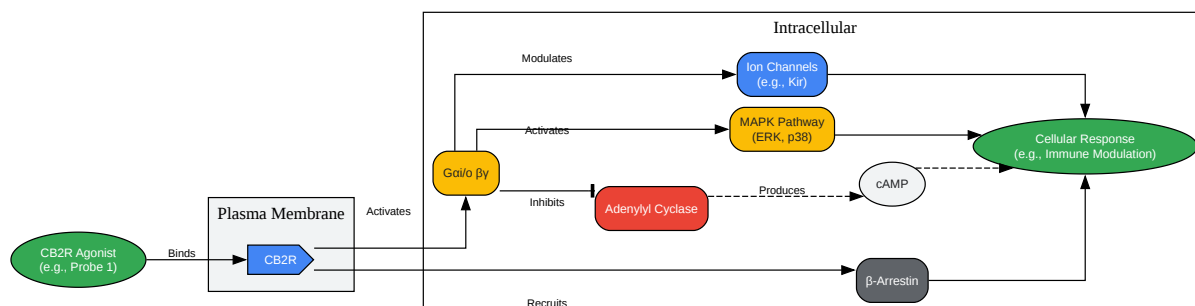 Intracellular
Modulates
Ion Channels
(e.g., Kir)
Activates
MAPK Pathway
(ERK, p38)
Cellular Response
(e.g., Immune Modulation)
Gαi/o βγ
Inhibits
Adenylyl Cyclase
Produces
cAMP
Plasma Membrane
Activates
CB2R Agonist
(e.g., Probe 1)
Binds
CB2R
β-Arrestin
Recruits